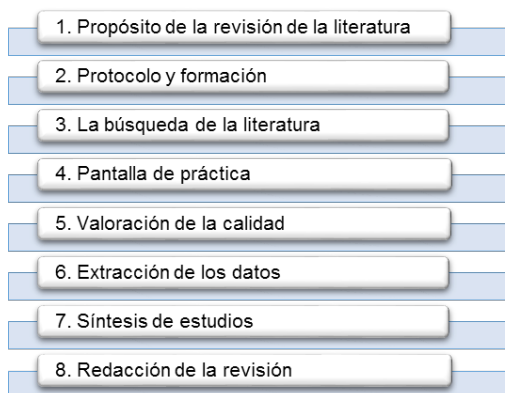 1. Propósito de la revisión de la literatura
2. Protocolo y formación
3. La búsqueda de la literatura
4. Pantalla de práctica
5. Valoración de la calidad
6. Extracción de los datos
7. Síntesis de estudios
8. Redacción de la revisión